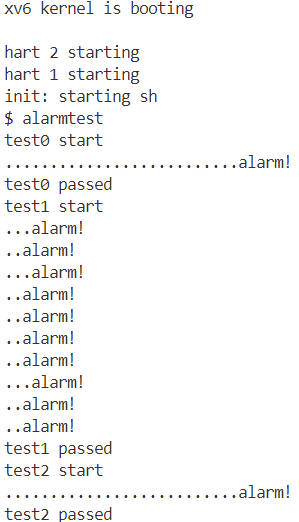 xv6 kernel is booting
hart 2 starting
hart 1 starting
init: starting sh
$ alarmtest
test0 start
..........................alarm!
test0 passed
test1 start
...alarm!
..alarm!
...alarm!
..alarm!
..alarm!
..alarm!
..alarm!
...alarm!
..alarm!
..alarm!
test1 passed
test2 start
..........................alarm!
test2 passed